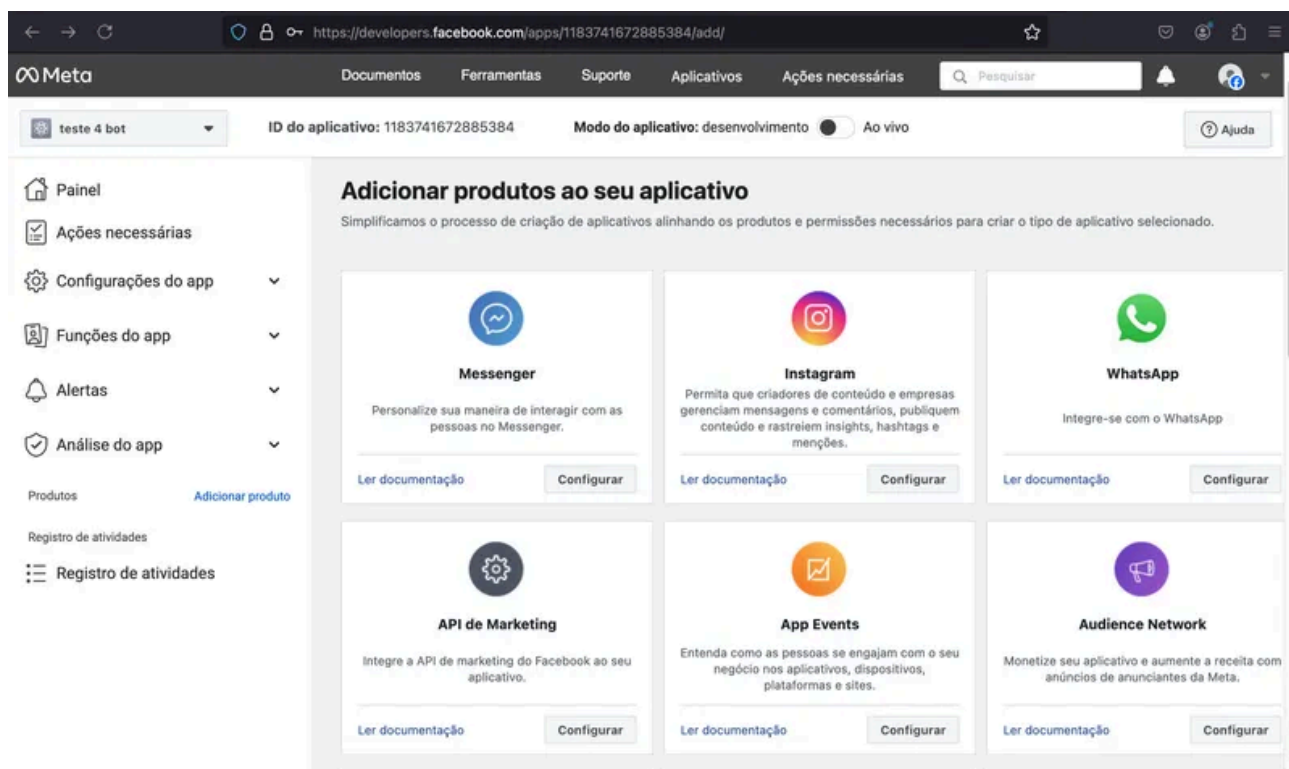 https://developers.facebook.com/apps/1183741672885384/add/
Meta
Documentos
Ferramentas
Suporte
Aplicativos
Ações necessárias
Pesquisar
teste 4 bot
ID do aplicativo: 1183741672885384
Modo do aplicativo: desenvolvimento
Ao vivo
Ajuda
Painel
Ações necessárias
Configurações do app
Funções do app
Alertas
Análise do app
Produtos
Adicionar produto
Registro de atividades
Registro de atividades
Adicionar produtos ao seu aplicativo
Simplificamos o processo de criação de aplicativos alinhando os produtos e permissões necessários para criar o tipo de aplicativo selecionado.
Messenger
Personalize sua maneira de interagir com as
pessoas no Messenger.
Ler documentação
Configurar
Instagram
Permita que criadores de conteúdo e empresas
gerenciam mensagens e comentários, publiquem
conteúdo e rastreiem insights, hashtags e
menções.
Ler documentação
Configurar
WhatsApp
Integre-se com o WhatsApp
Ler documentação
Configurar
API de Marketing
Integre a API de marketing do Facebook ao seu
aplicativo.
Ler documentação
Configurar
App Events
Entenda como as pessoas se engajam com o seu
negócio nos aplicativos, dispositivos,
plataformas e sites.
Ler documentação
Configurar
Audience Network
Monetize seu aplicativo e aumente a receita com
anúncios de anunciantes da Meta.
Ler documentação
Configurar